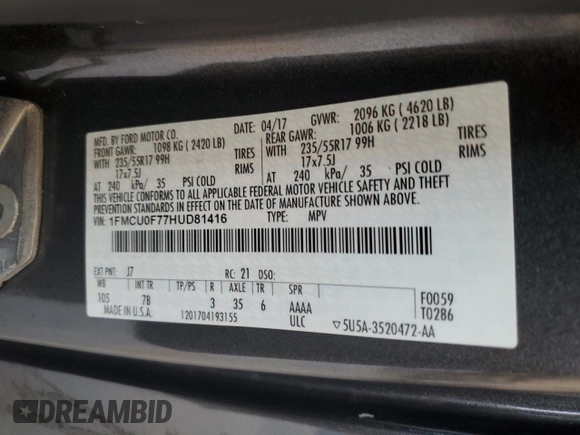 MFD. BY FORD MOTOR CO.
DATE: 04/17 GVWR: 2096 KG ( 4620 LB)
FRONT GAWR: 1098 KG ( 2420 LB) REAR GAWR: 1006 KG ( 2218 LB)
WITH 235/55R17 99H TIRES WITH 235/55R17 99H TIRES
17x7.5J RIMS 17x7.5J RIMS
AT 240 kPa/ 35 PSI COLD AT 240 kPa/ 35 PSI COLD
THIS VEHICLE CONFORMS TO ALL APPLICABLE FEDERAL MOTOR VEHICLE SAFETY AND THEFT
PREVENTION STANDARDS IN EFFECT ON THE DATE OF MANUFACTURE SHOWN ABOVE.
VIN: 1FMCU0F77HUD81416 TYPE: MPV
EXT PNT: J7 RC: 21 DSO:
WB INT TR TP/PS R AXLE TR SPR
105 7B 3 35 6 AAAA
F0059
T0286
MADE IN U.S.A. 1201704193155 ULC ▽5U5A-3520472-AA
DREAMBID